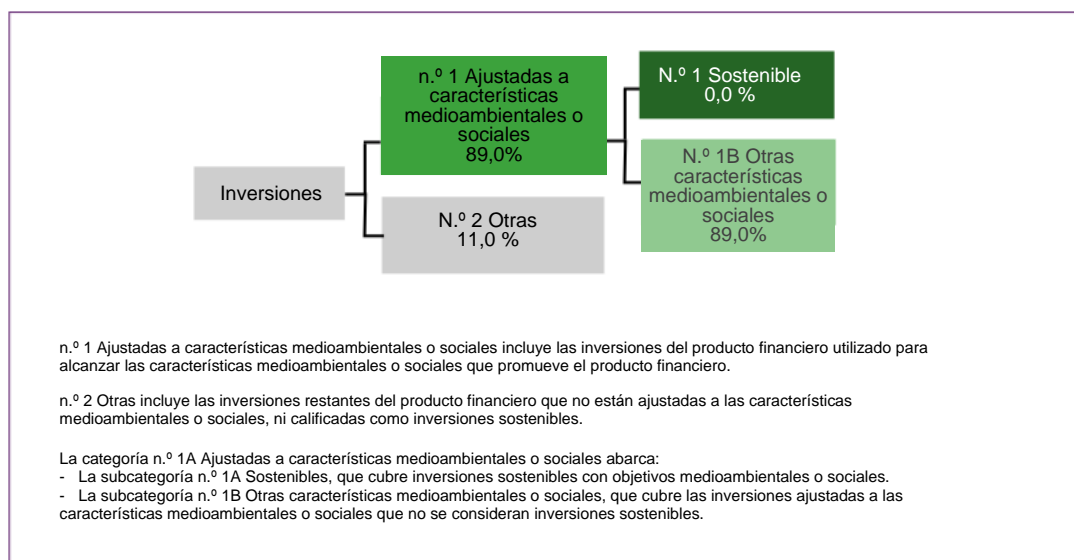 n.º 1 Ajustadas a
características
medioambientales o
sociales
89,0%
N.º 1 Sostenible
0,0 %
N.º 1B Otras
características
medioambientales o
sociales
89,0%
Inversiones
N.º 2 Otras
11,0 %
n.º 1 Ajustadas a características medioambientales o sociales incluye las inversiones del producto financiero utilizado para
alcanzar las características medioambientales o sociales que promueve el producto financiero.
n.º 2 Otras incluye las inversiones restantes del producto financiero que no están ajustadas a las características
medioambientales o sociales, ni calificadas como inversiones sostenibles.
La categoría n.º 1A Ajustadas a características medioambientales o sociales abarca:
- La subcategoría n.º 1A Sostenibles, que cubre inversiones sostenibles con objetivos medioambientales o sociales.
- La subcategoría n.º 1B Otras características medioambientales o sociales, que cubre las inversiones ajustadas a las
características medioambientales o sociales que no se consideran inversiones sostenibles.